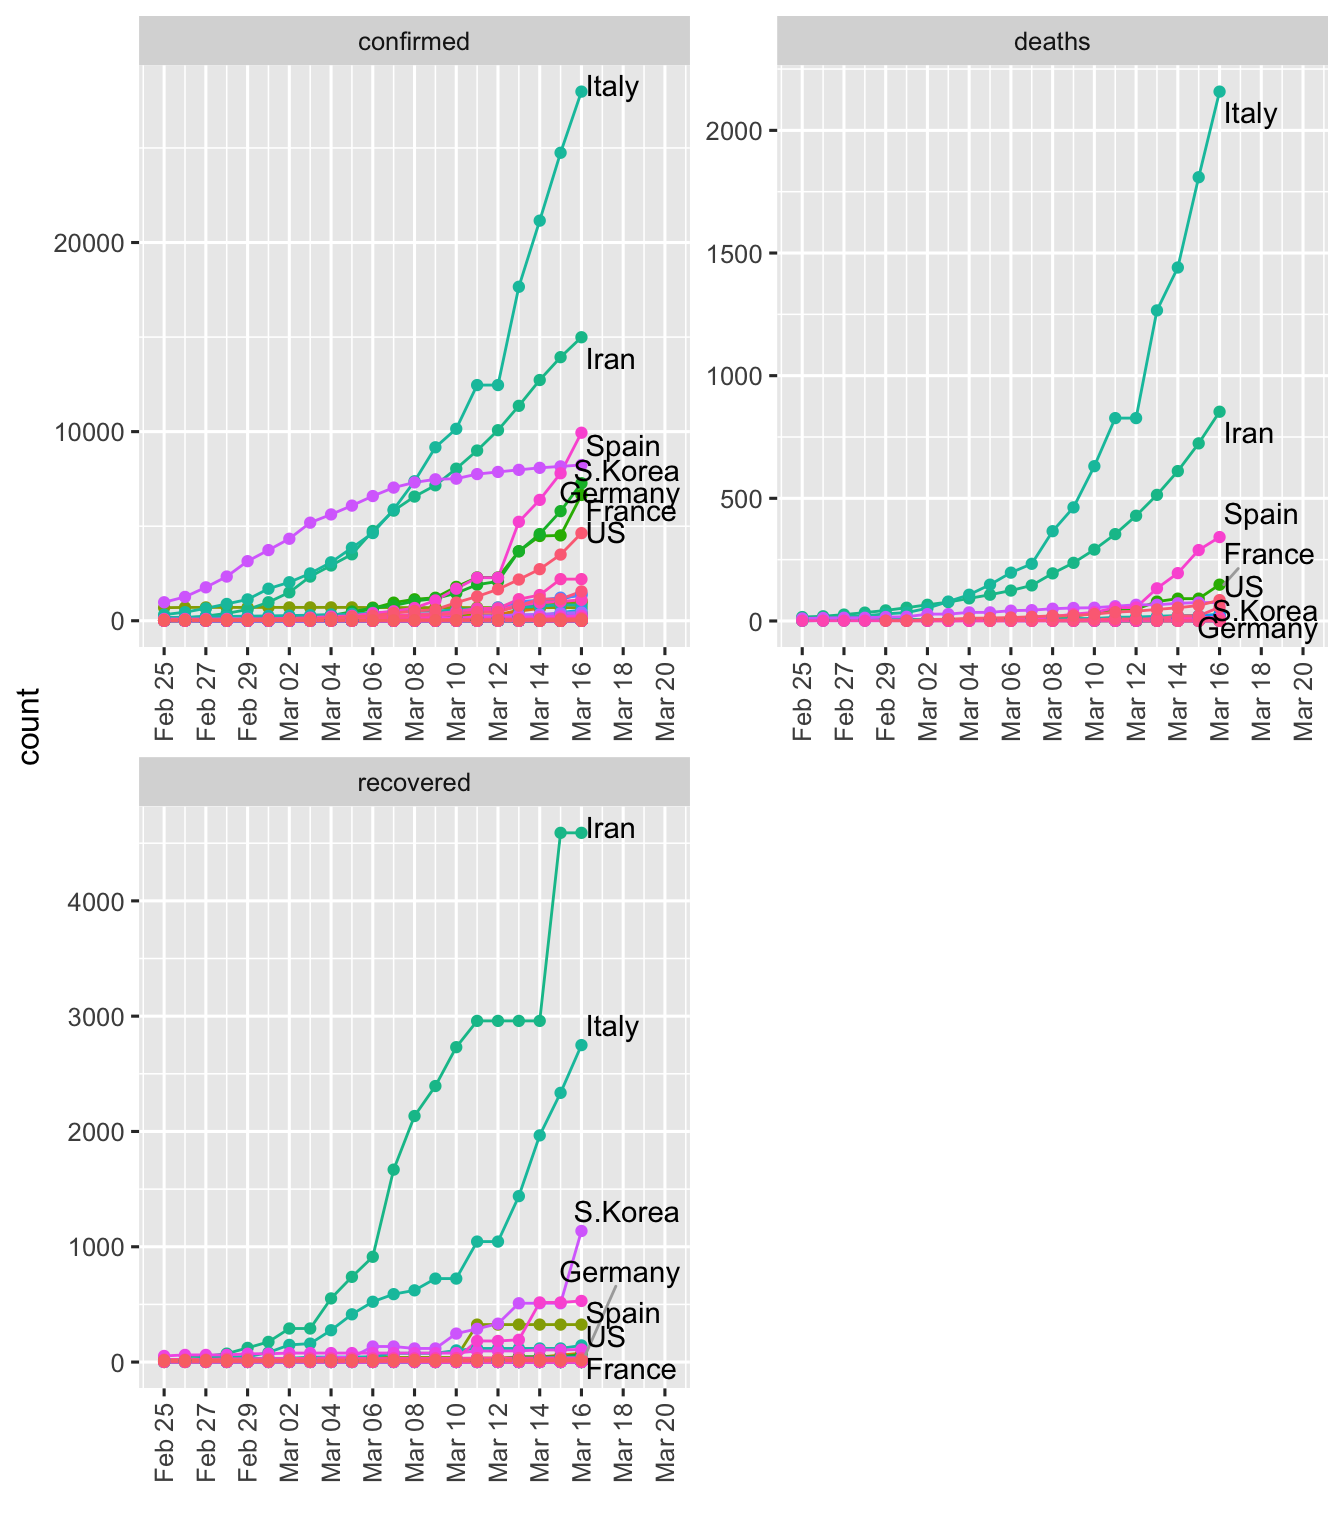 confirmed
Italy
Iran
Spain
S.Korea
Germany
France
US
20000
10000
0
Feb 25
Feb 27
Feb 29
Mar 02
Mar 04
Mar 06
Mar 08
Mar 10
Mar 12
Mar 14
Mar 16
Mar 18
Mar 20
deaths
Italy
Iran
Spain
France
US
S.Korea
Germany
2000
1500
1000
500
0
Feb 25
Feb 27
Feb 29
Mar 02
Mar 04
Mar 06
Mar 08
Mar 10
Mar 12
Mar 14
Mar 16
Mar 18
Mar 20
count
recovered
Iran
Italy
S.Korea
Germany
Spain
US
France
4000
3000
2000
1000
0
Feb 25
Feb 27
Feb 29
Mar 02
Mar 04
Mar 06
Mar 08
Mar 10
Mar 12
Mar 14
Mar 16
Mar 18
Mar 20